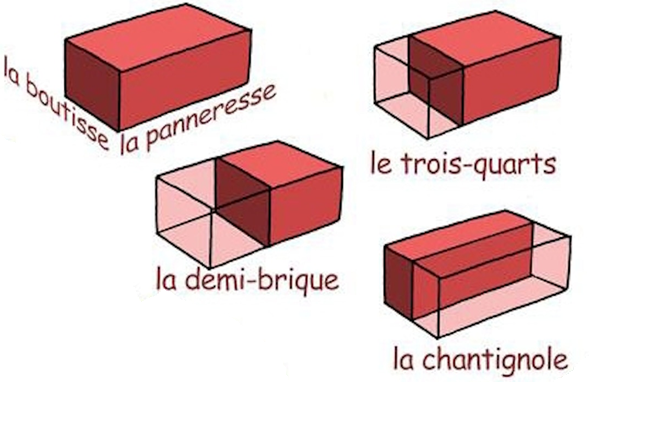 la boutisse
la panneresse
le trois-quarts
la demi-brique
la chantignole